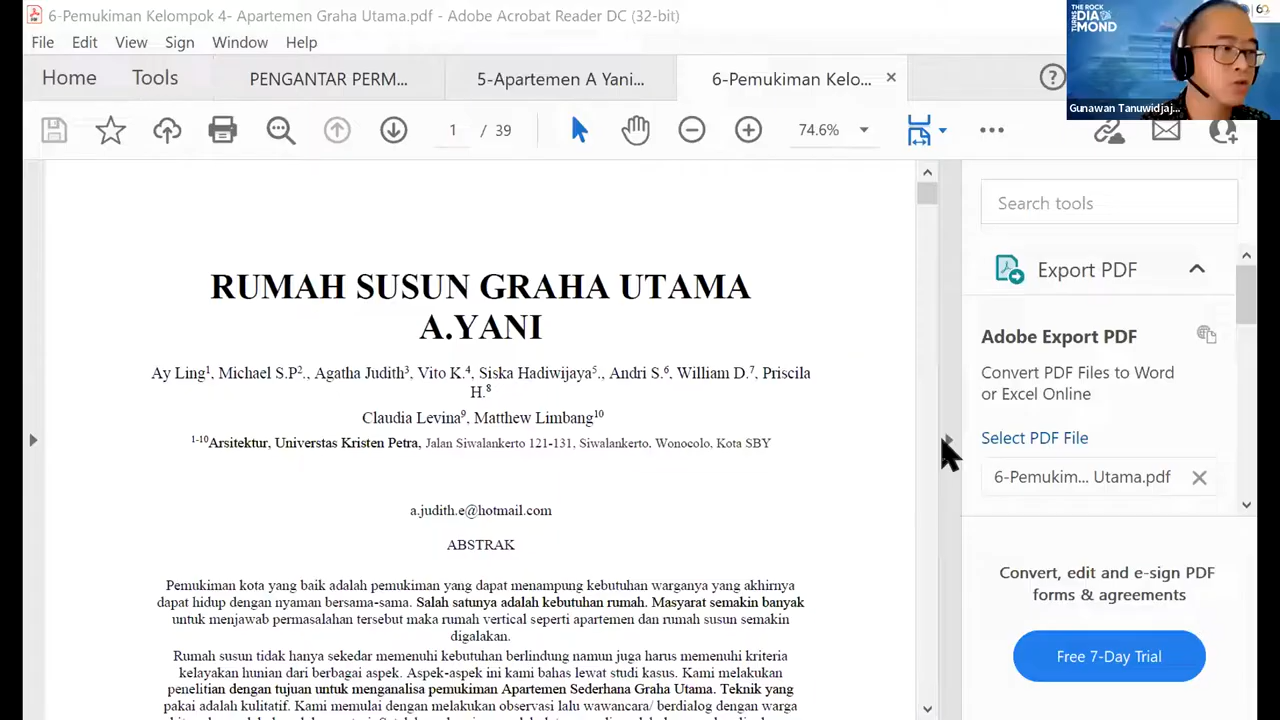 6-Pemukiman Kelompok 4- Apartemen Graha Utama.pdf - Adobe Acrobat Reader DC (32-bit)
THE ROCK
TURNS
DIA
MOND
60
File Edit View Sign Window Help
Home Tools PENGANTAR PERM... 5-Apartemen A Yani... 6-Pemukiman Kelo...
Gunawan Tanuwidjaj...
1 / 39 74.6%
Search tools
Export PDF
Adobe Export PDF
Convert PDF Files to Word
or Excel Online
Select PDF File
6-Pemukim... Utama.pdf
Convert, edit and e-sign PDF
forms & agreements
Free 7-Day Trial
RUMAH SUSUN GRAHA UTAMA
A.YANI
Ay Ling1, Michael S.P2., Agatha Judith3, Vito K.4, Siska Hadiwijaya5., Andri S.6, William D.7, Priscila
H.8
Claudia Levina9, Matthew Limbang10
1-10Arsitektur, Universtas Kristen Petra, Jalan Siwalankerto 121-131, Siwalankerto, Wonocolo, Kota SBY
a.judith.e@hotmail.com
ABSTRAK
Pemukiman kota yang baik adalah pemukiman yang dapat menampung kebutuhan warganya yang akhirnya
dapat hidup dengan nyaman bersama-sama. Salah satunya adalah kebutuhan rumah. Masyarat semakin banyak
untuk menjawab permasalahan tersebut maka rumah vertical seperti apartemen dan rumah susun semakin
digalakan.
Rumah susun tidak hanya sekedar memenuhi kebutuhan berlindung namun juga harus memenuhi kriteria
kelayakan hunian dari berbagai aspek. Aspek-aspek ini kami bahas lewat studi kasus. Kami melakukan
penelitian dengan tujuan untuk menganalisa pemukiman Apartemen Sederhana Graha Utama. Teknik yang
pakai adalah kulitatif. Kami memulai dengan melakukan observasi lalu wawancara/ berdialog dengan warga